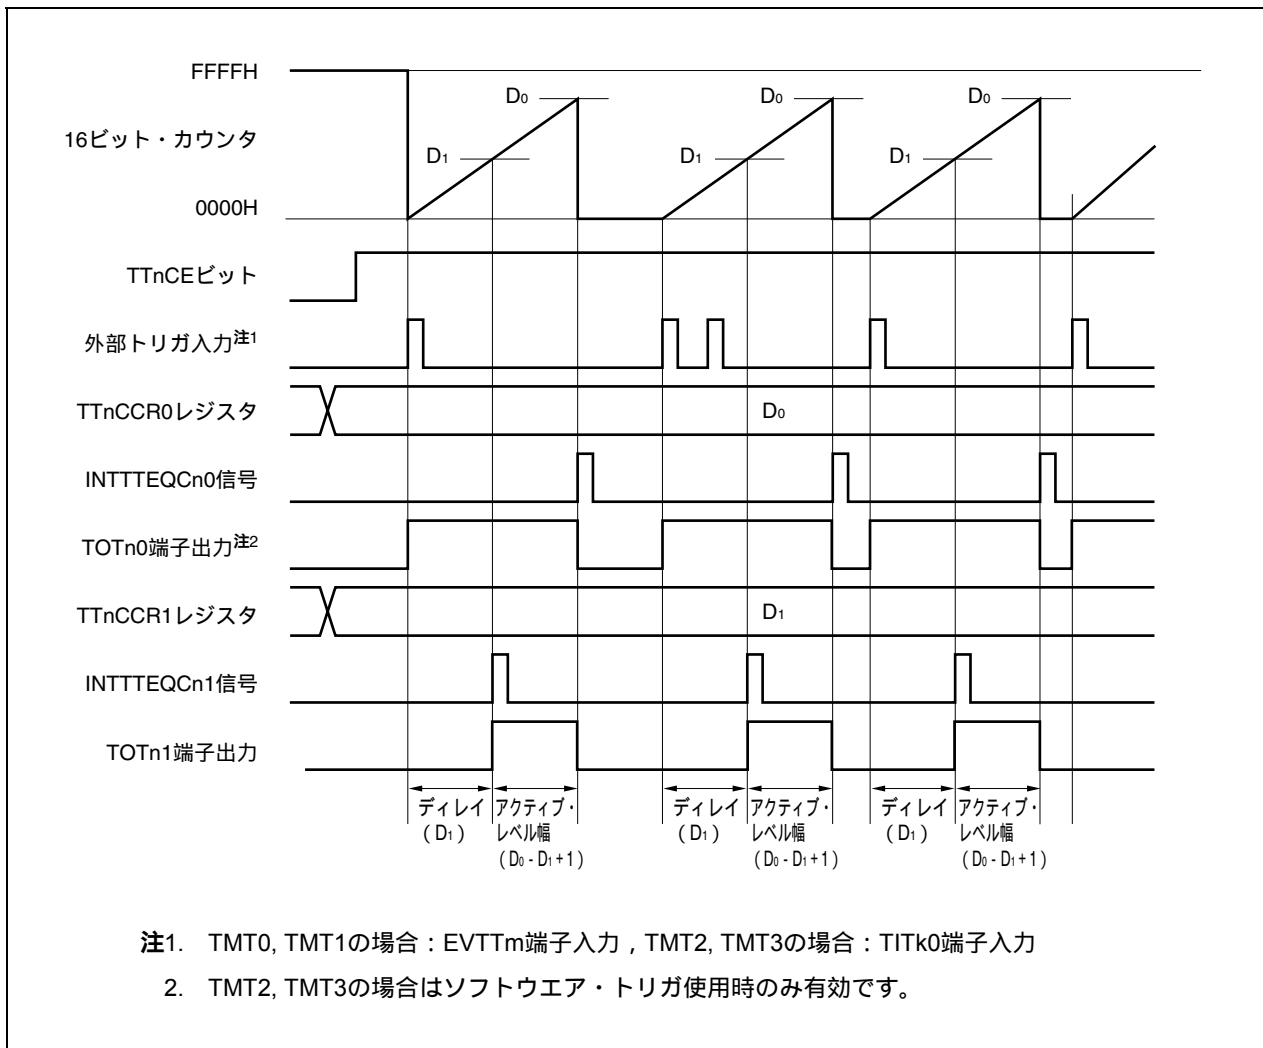 FFFFH
D0 D0 D0
16ビット・カウンタ
D1 D1 D1
0000H
TTnCEビット
外部トリガ入力注1
TTnCCR0レジスタ D0
INTTTEQCn0信号
TOTn0端子出力注2
TTnCCR1レジスタ D1
INTTTEQCn1信号
TOTn1端子出力
ディレイ アクティブ・ ディレイ アクティブ・ ディレイ アクティブ・
(D1) レベル幅 (D1) レベル幅 (D1) レベル幅
(D0 - D1 + 1) (D0 - D1 + 1) (D0 - D1 + 1)
注1. TMT0, TMT1の場合：EVTTm端子入力，TMT2, TMT3の場合：TITk0端子入力
2. TMT2, TMT3の場合はソフトウエア・トリガ使用時のみ有効です。